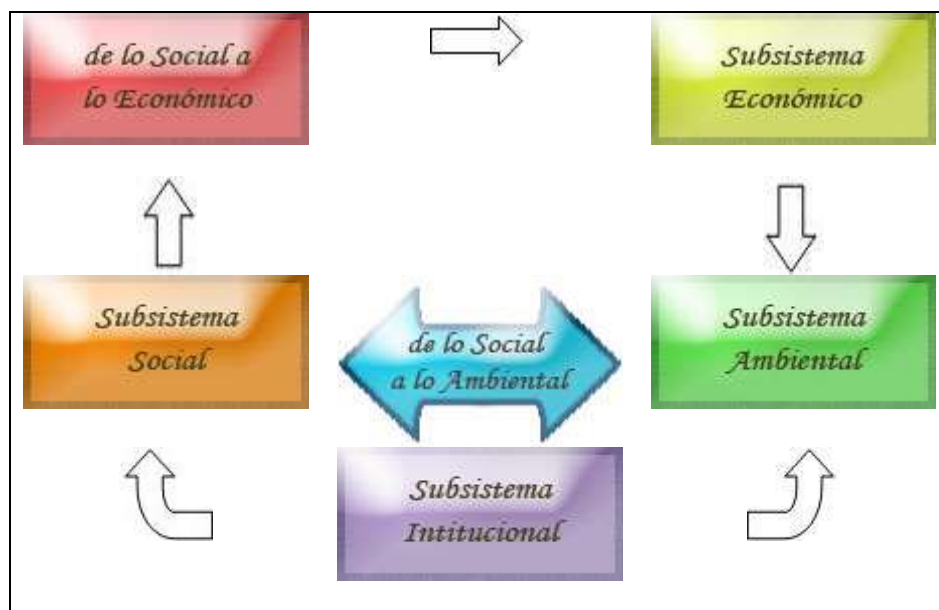 de lo Social a
lo Económico
Subsistema
Económico
Subsistema
Social
de lo Social
a lo Ambiental
Subsistema
Ambiental
Subsistema
Intitucional